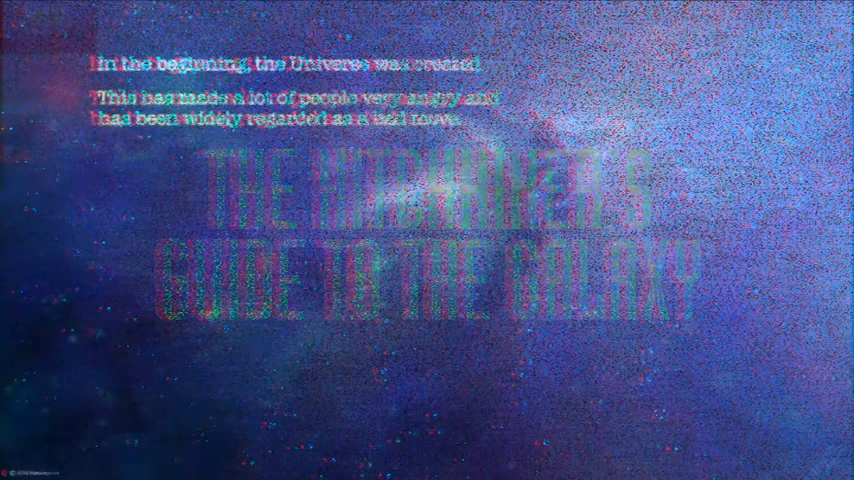 In the beginning, the Universe was created.
This has made a lot of people very angry and
had been widely regarded as a bad move.
THE HITCHHIKER'S
GUIDE TO THE GALAXY